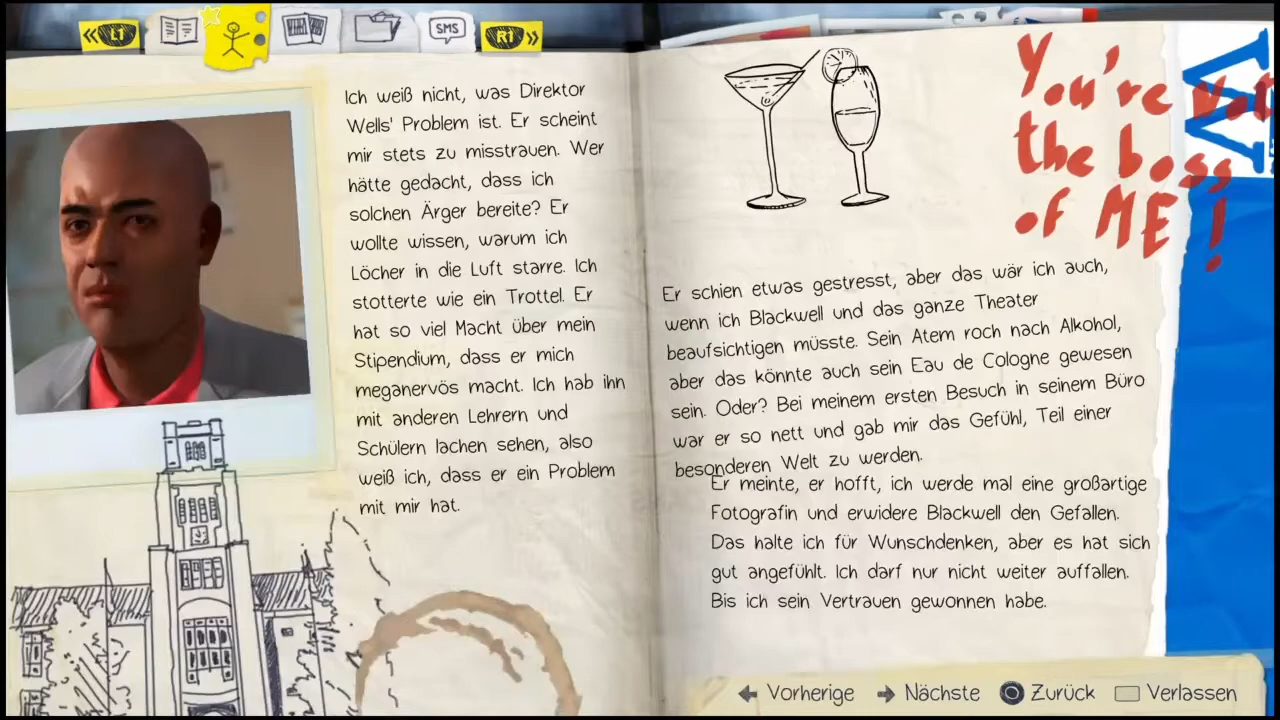 L1
SMS
R1
Ich weiß nicht, was Direktor
Wells' Problem ist. Er scheint
mir stets zu misstrauen. Wer
hätte gedacht, dass ich
solchen Ärger bereite? Er
wollte wissen, warum ich
Löcher in die Luft starre. Ich
stotterte wie ein Trottel. Er
hat so viel Macht über mein
Stipendium, dass er mich
meganervös macht. Ich hab ihn
mit anderen Lehrern und
Schülern lachen sehen, also
weiß ich, dass er ein Problem
mit mir hat.
You're not
the boss
of ME!
W
Er schien etwas gestresst, aber das wär ich auch,
wenn ich Blackwell und das ganze Theater
beaufsichtigen müsste. Sein Atem roch nach Alkohol,
aber das könnte auch sein Eau de Cologne gewesen
sein. Oder? Bei meinem ersten Besuch in seinem Büro
war er so nett und gab mir das Gefühl, Teil einer
besonderen Welt zu werden.
Er meinte, er hofft, ich werde mal eine großartige
Fotografin und erwidere Blackwell den Gefallen.
Das halte ich für Wunschdenken, aber es hat sich
gut angefühlt. Ich darf nur nicht weiter auffallen.
Bis ich sein Vertrauen gewonnen habe.
Vorherige Nächste Zurück Verlassen